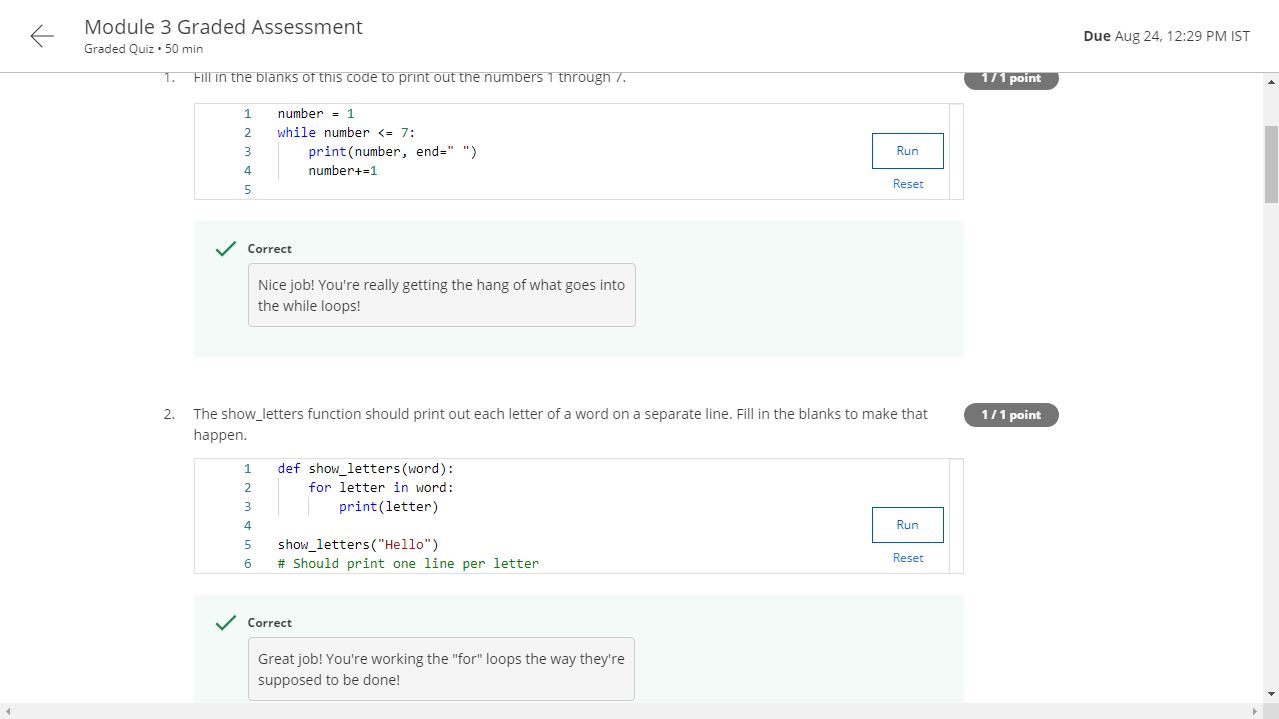 Module 3 Graded Assessment
Graded Quiz • 50 min
Due Aug 24, 12:29 PM IST
1. Fill in the blanks of this code to print out the numbers 1 through 7.
1/1 point
1 number = 1
2 while number <= 7:
3 print(number, end=" ")
4 number+=1
5
Run
Reset
Correct
Nice job! You're really getting the hang of what goes into
the while loops!
2. The show_letters function should print out each letter of a word on a separate line. Fill in the blanks to make that
happen.
1/1 point
1 def show_letters(word):
2 for letter in word:
3 print(letter)
4
5 show_letters("Hello")
6 # Should print one line per letter
Run
Reset
Correct
Great job! You're working the "for" loops the way they're
supposed to be done!